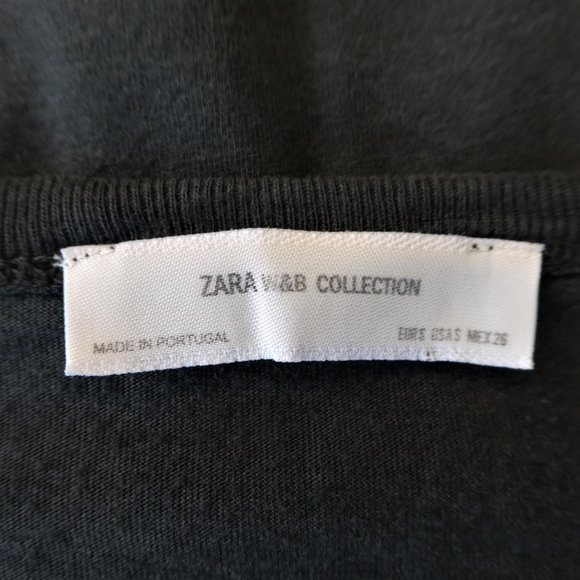 ZARA W&B COLLECTION
MADE IN PORTUGAL
EUR S USA S MEX 26